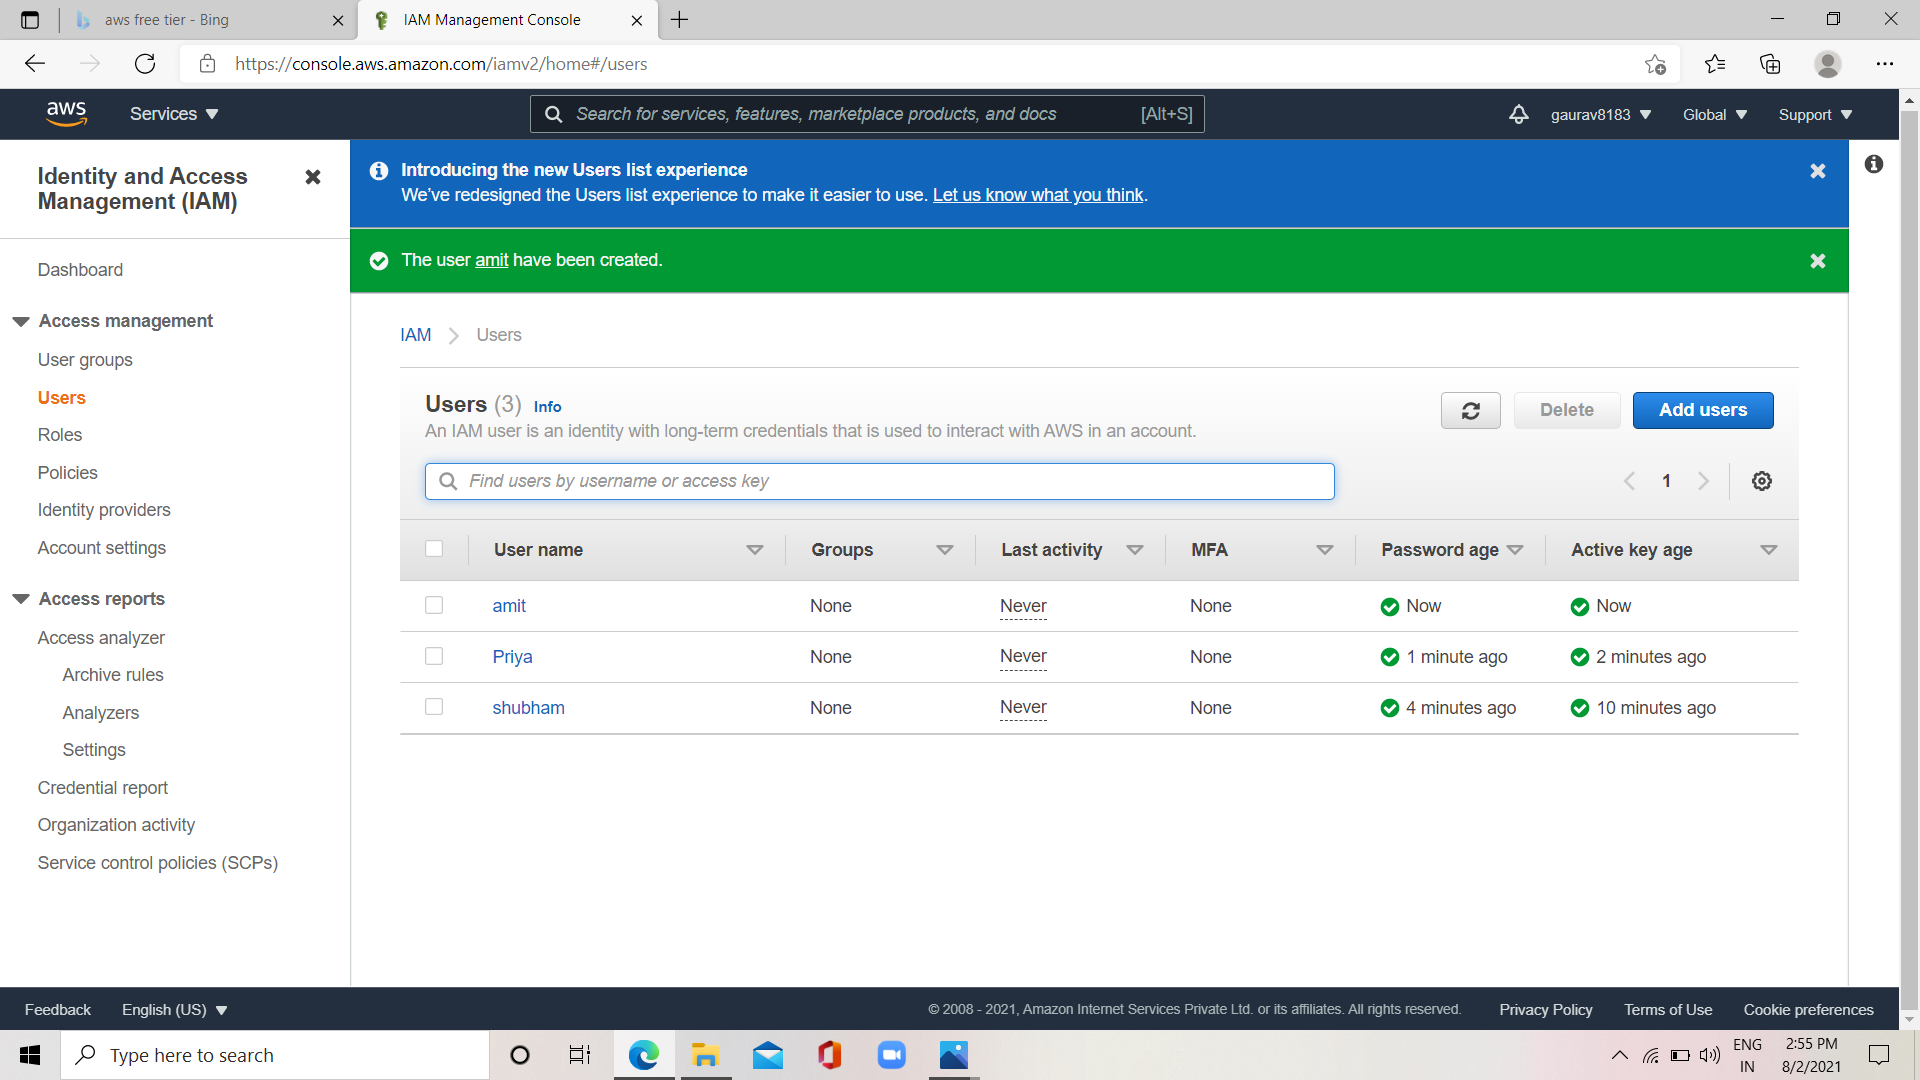 aws free tier - Bing
IAM Management Console
https://console.aws.amazon.com/iamv2/home#/users
aws
Services
Search for services, features, marketplace products, and docs [Alt+S]
gaurav8183
Global
Support
Identity and Access
Management (IAM)
Dashboard
Access management
User groups
Users
Roles
Policies
Identity providers
Account settings
Access reports
Access analyzer
Archive rules
Analyzers
Settings
Credential report
Organization activity
Service control policies (SCPs)
Introducing the new Users list experience
We've redesigned the Users list experience to make it easier to use. Let us know what you think.
The user amit have been created.
IAM > Users
Users (3) Info
An IAM user is an identity with long-term credentials that is used to interact with AWS in an account.
Delete
Add users
Find users by username or access key
1
User name Groups Last activity MFA Password age Active key age
amit None Never None Now Now
Priya None Never None 1 minute ago 2 minutes ago
shubham None Never None 4 minutes ago 10 minutes ago
Feedback English (US)
© 2008 - 2021, Amazon Internet Services Private Ltd. or its affiliates. All rights reserved. Privacy Policy Terms of Use Cookie preferences
Type here to search
ENG
IN
2:55 PM
8/2/2021